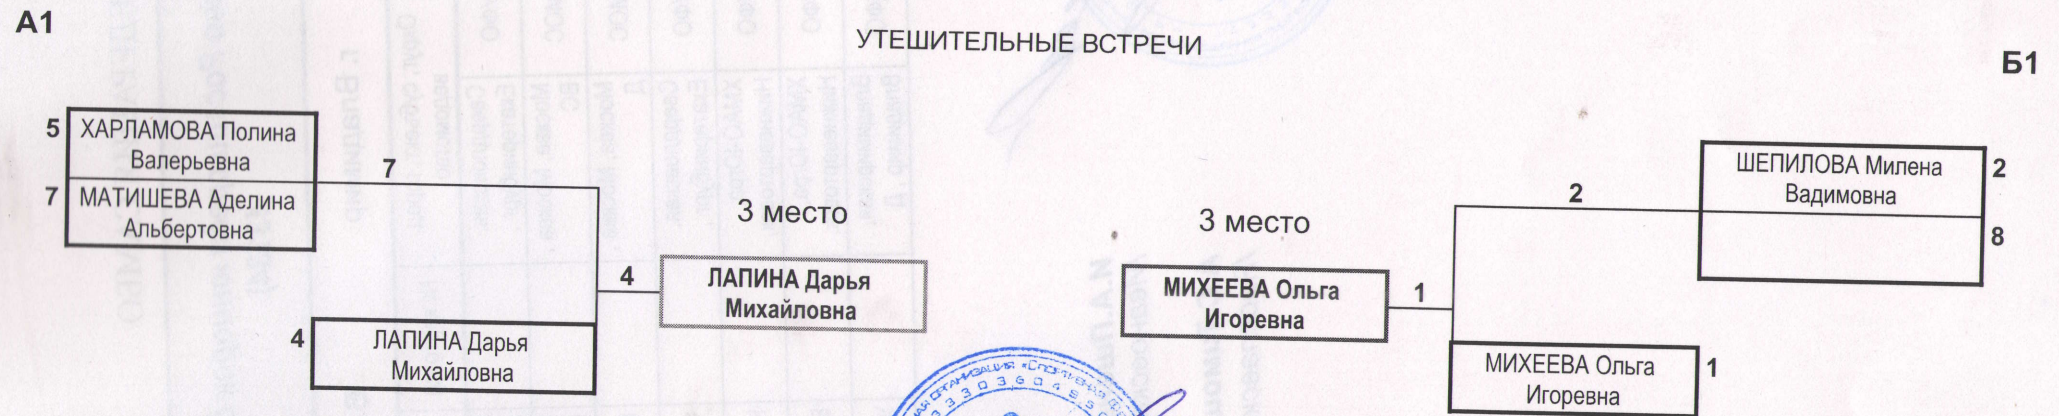 А1
УТЕШИТЕЛЬНЫЕ ВСТРЕЧИ
Б1
5
ХАРЛАМОВА Полина
Валерьевна
7
МАТИШЕВА Аделина
Альбертовна
7
4
ЛАПИНА Дарья
Михайловна
4
3 место
ЛАПИНА Дарья
Михайловна
3 место
МИХЕЕВА Ольга
Игоревна
1
2
ШЕПИЛОВА Милена
Вадимовна
2
8
МИХЕЕВА Ольга
Игоревна
1